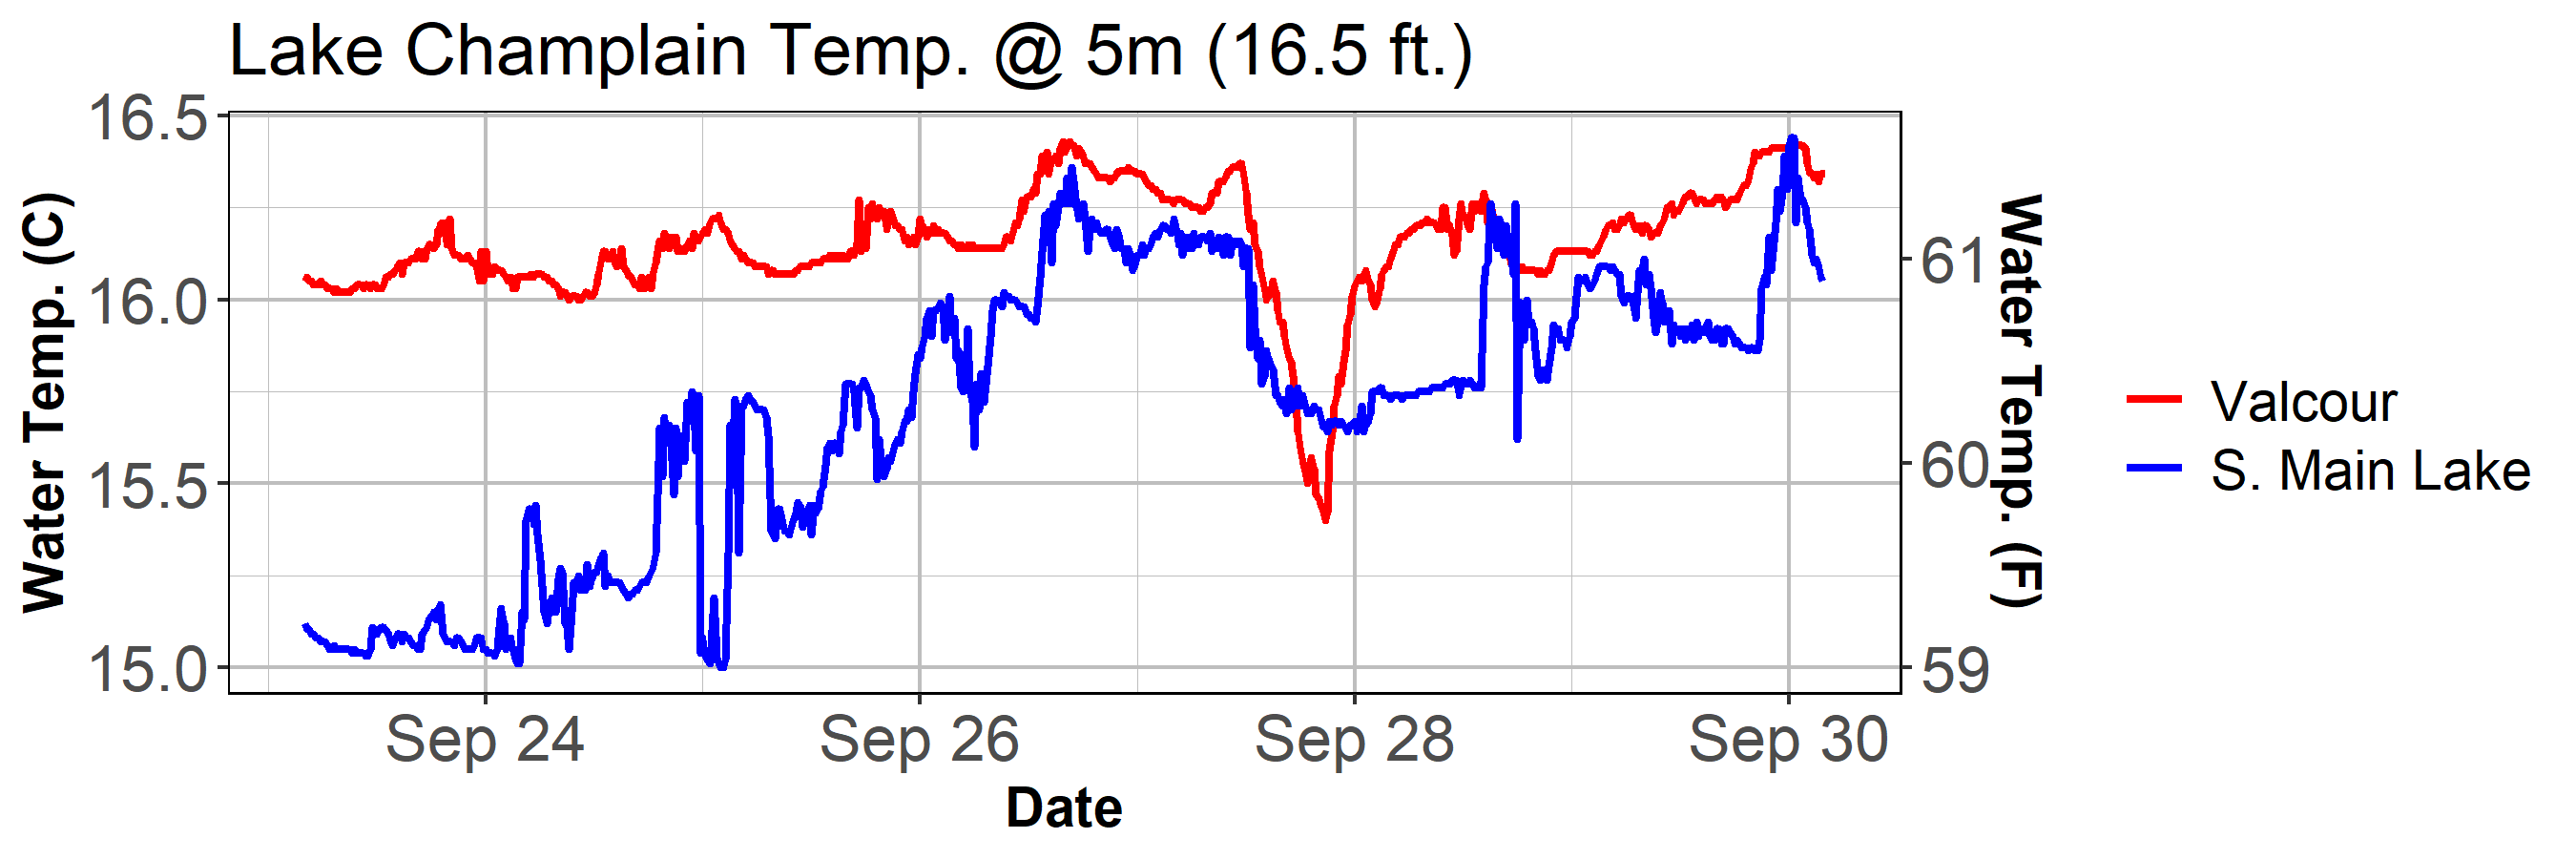 Lake Champlain Temp. @ 5m (16.5 ft.)
Water Temp. (C)
16.5
16.0
15.5
15.0
Sep 24
Sep 26
Sep 28
Sep 30
Date
61
60
59
Water Temp. (F)
Valcour
S. Main Lake